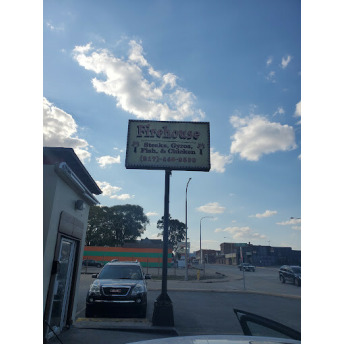 Firehouse
Steaks, Gyros,
Fish, & Chicken